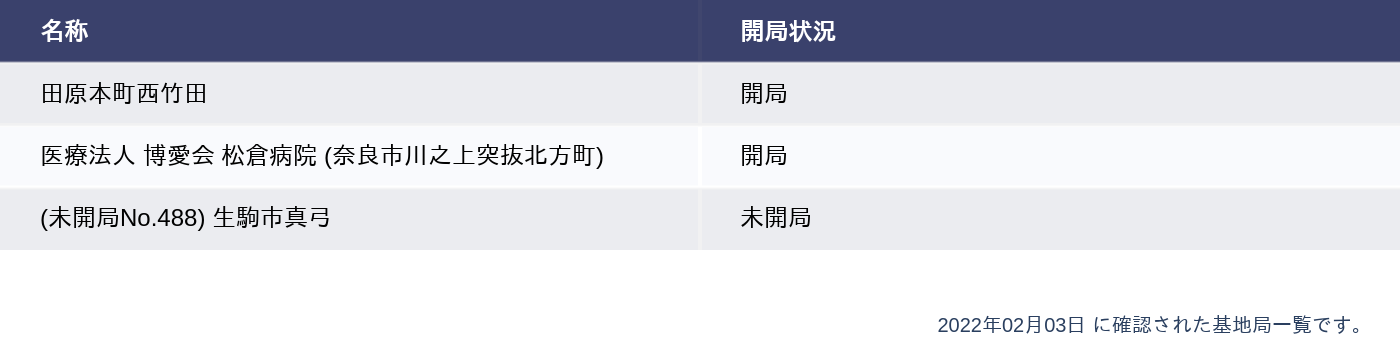 名称 開局状況
田原本町西竹田 開局
医療法人 博愛会 松倉病院 (奈良市川之上突抜北方町) 開局
(未開局No.488) 生駒市真弓 未開局
2022年02月03日 に確認された基地局一覧です。